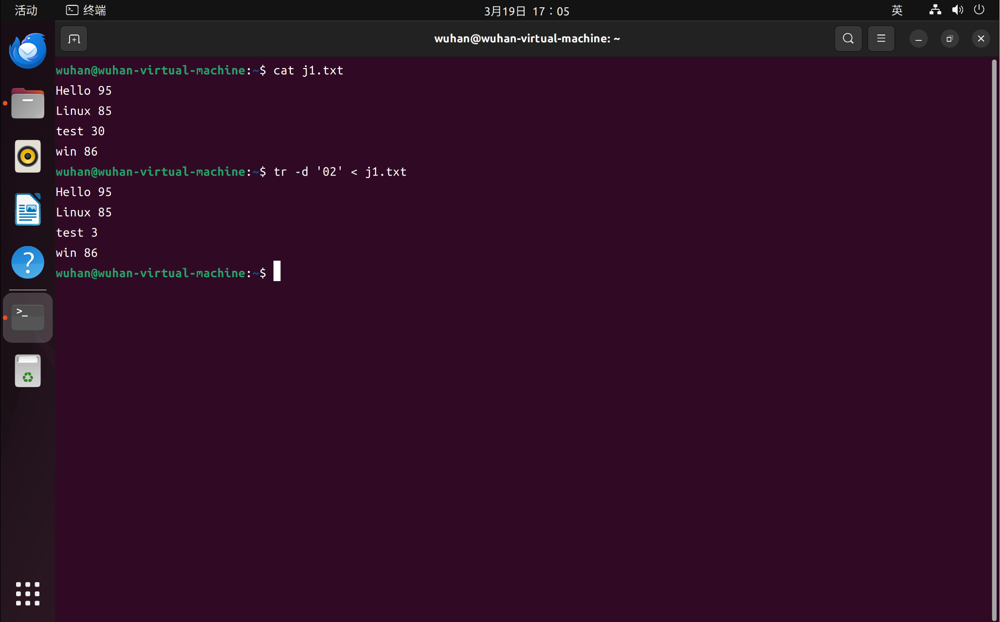 活动 终端 3月19日 17：05 英
wuhan@wuhan-virtual-machine: ~
wuhan@wuhan-virtual-machine:~$ cat j1.txt
Hello 95
Linux 85
test 30
win 86
wuhan@wuhan-virtual-machine:~$ tr -d '02' < j1.txt
Hello 95
Linux 85
test 3
win 86
wuhan@wuhan-virtual-machine:~$